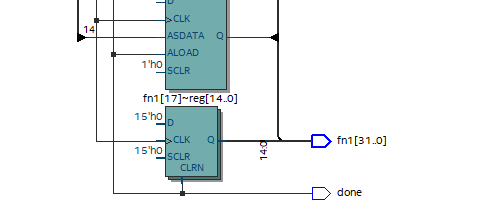 D
CLK
14
ASDATA Q
ALOAD
1'h0
SCLR
fn1[17]~reg[14..0]
15'h0
D
CLK Q
fn1[31..0]
15'h0
SCLR
14:0
CLRN
done